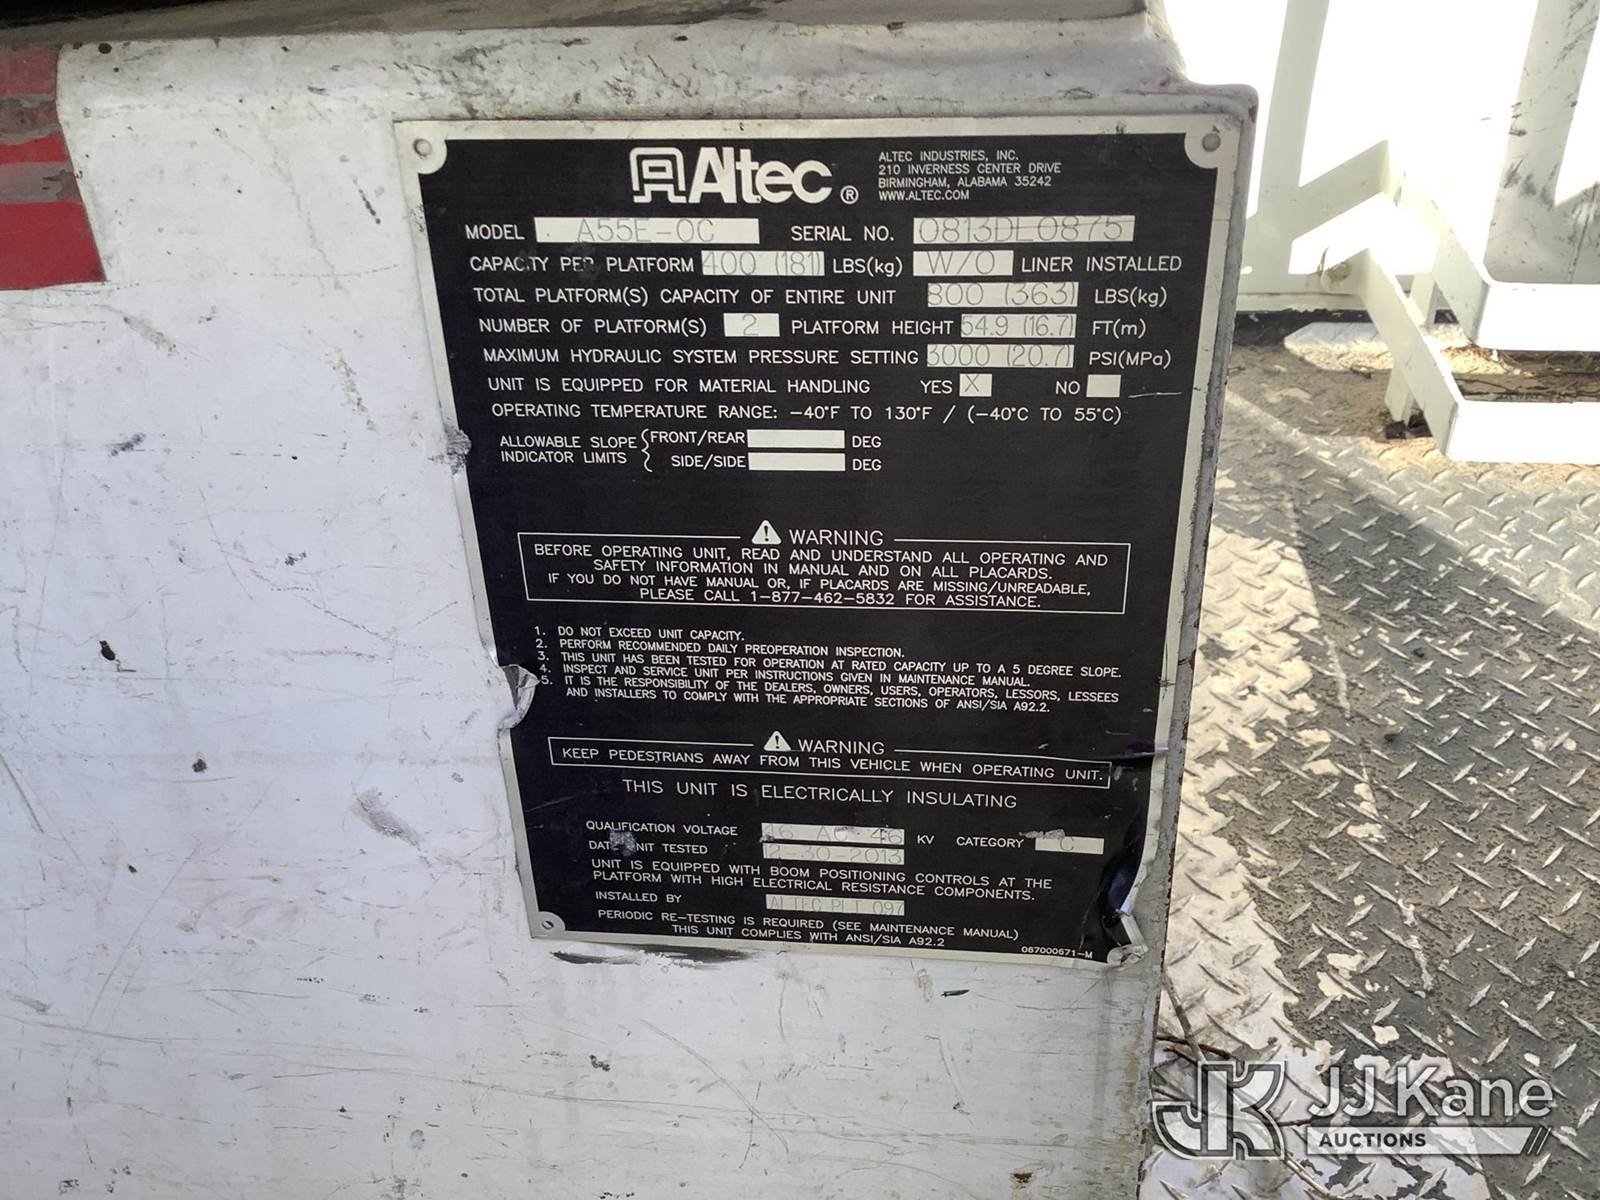 Altec ®
ALTEC INDUSTRIES, INC.
210 INVERNESS CENTER DRIVE
BIRMINGHAM, ALABAMA 35242
WWW.ALTEC.COM
MODEL A55E-OC SERIAL NO. 0813DL0875
CAPACITY PER PLATFORM 400 (181) LBS(kg) W/O LINER INSTALLED
TOTAL PLATFORM(S) CAPACITY OF ENTIRE UNIT 800 (363) LBS(kg)
NUMBER OF PLATFORM(S) 2 PLATFORM HEIGHT 54.9 (16.7) FT(m)
MAXIMUM HYDRAULIC SYSTEM PRESSURE SETTING 3000 (20.7) PSI(MPa)
UNIT IS EQUIPPED FOR MATERIAL HANDLING YES X NO
OPERATING TEMPERATURE RANGE: -40°F TO 130°F / (-40°C TO 55°C)
ALLOWABLE SLOPE INDICATOR LIMITS { FRONT/REAR DEG
SIDE/SIDE DEG
⚠ WARNING
BEFORE OPERATING UNIT, READ AND UNDERSTAND ALL OPERATING AND
SAFETY INFORMATION IN MANUAL AND ON ALL PLACARDS.
IF YOU DO NOT HAVE MANUAL OR, IF PLACARDS ARE MISSING/UNREADABLE,
PLEASE CALL 1-877-462-5832 FOR ASSISTANCE.
1. DO NOT EXCEED UNIT CAPACITY.
2. PERFORM RECOMMENDED DAILY PREOPERATION INSPECTION.
3. THIS UNIT HAS BEEN TESTED FOR OPERATION AT RATED CAPACITY UP TO A 5 DEGREE SLOPE.
4. INSPECT AND SERVICE UNIT PER INSTRUCTIONS GIVEN IN MAINTENANCE MANUAL.
5. IT IS THE RESPONSIBILITY OF THE DEALERS, OWNERS, USERS, OPERATORS, LESSORS, LESSEES
AND INSTALLERS TO COMPLY WITH THE APPROPRIATE SECTIONS OF ANSI/SIA A92.2.
⚠ WARNING
KEEP PEDESTRIANS AWAY FROM THIS VEHICLE WHEN OPERATING UNIT.
THIS UNIT IS ELECTRICALLY INSULATING
QUALIFICATION VOLTAGE 46 AC-46 KV CATEGORY C
DATE UNIT TESTED 12-30-2013
UNIT IS EQUIPPED WITH BOOM POSITIONING CONTROLS AT THE
PLATFORM WITH HIGH ELECTRICAL RESISTANCE COMPONENTS.
INSTALLED BY ALTEC PLT 097
PERIODIC RE-TESTING IS REQUIRED (SEE MAINTENANCE MANUAL)
THIS UNIT COMPLIES WITH ANSI/SIA A92.2
067000671-M
JK JJ Kane
AUCTIONS